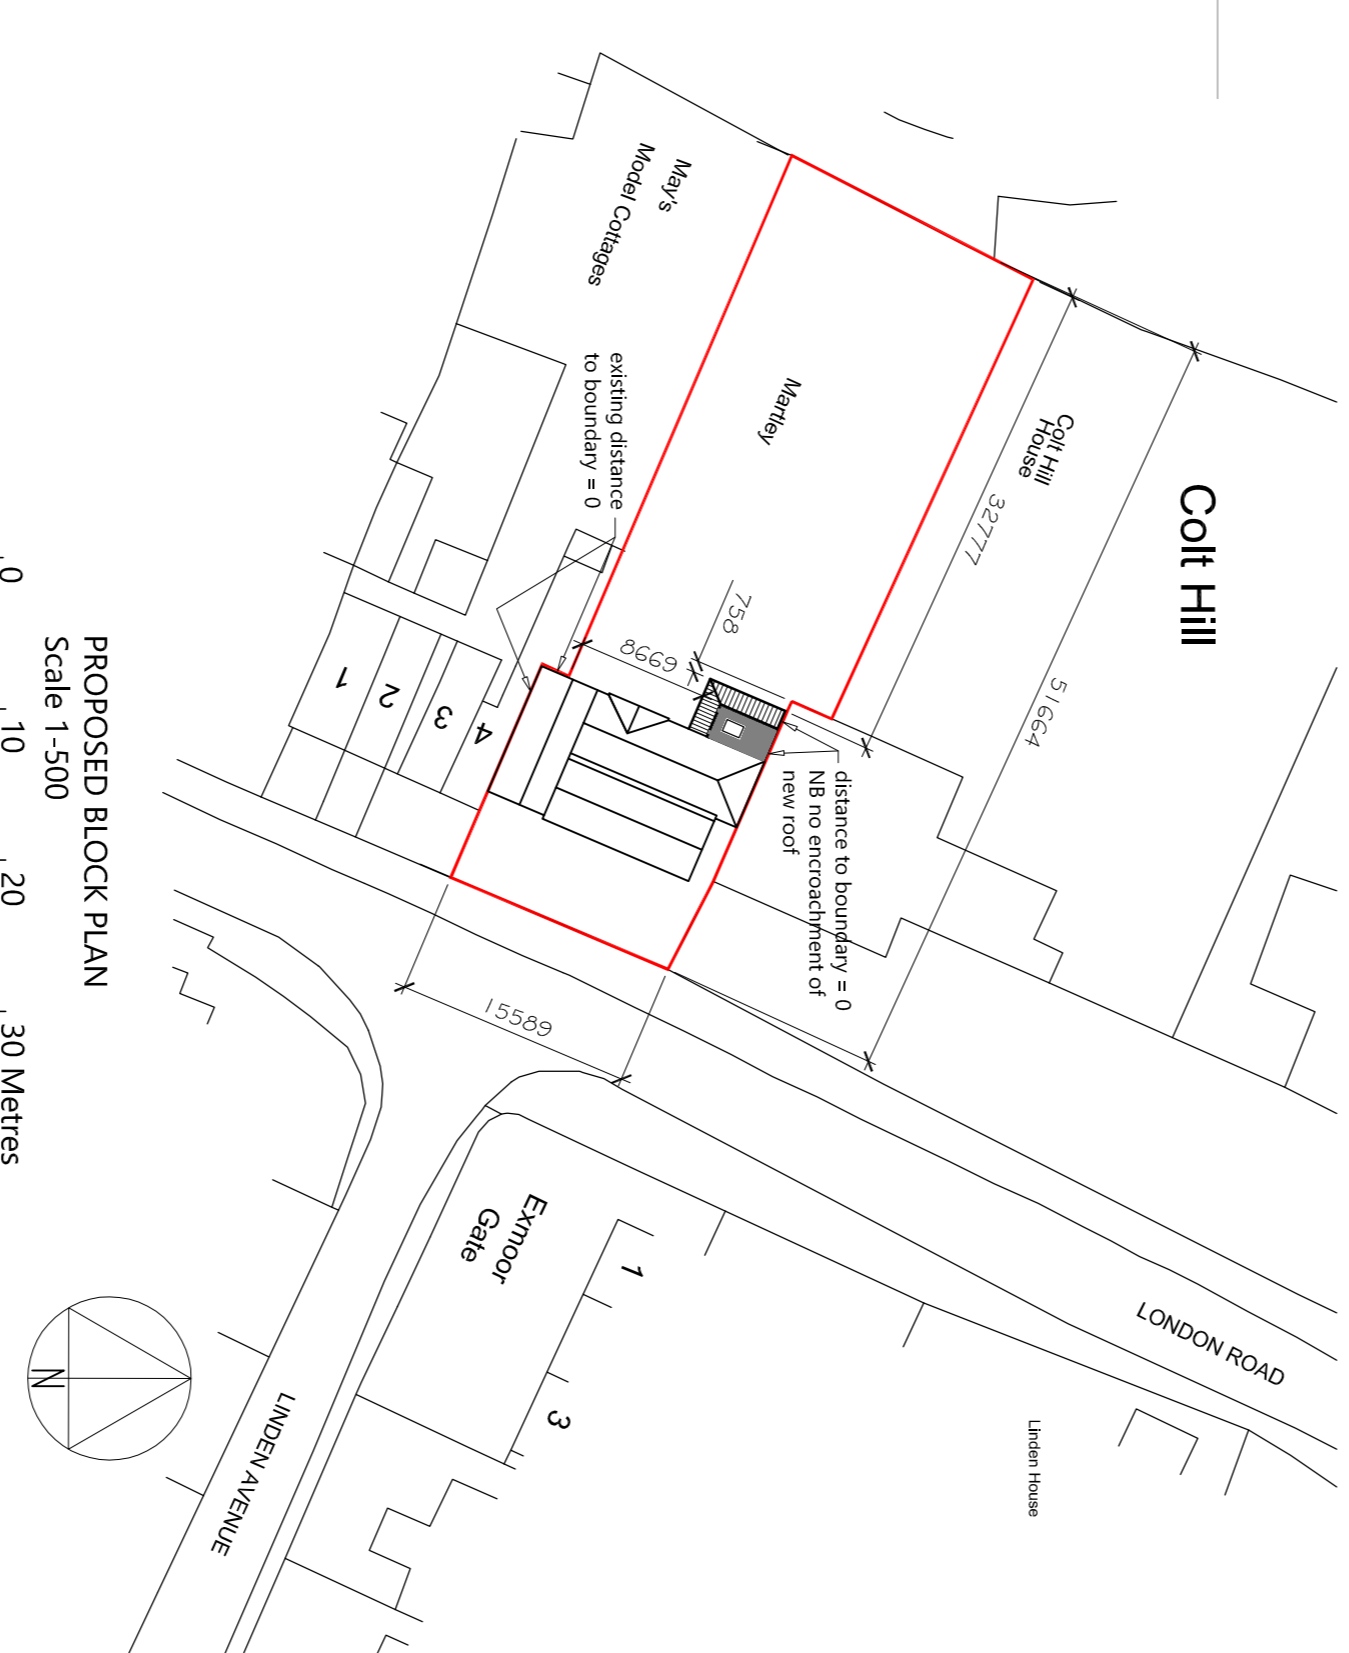 Colt Hill
Colt Hill
House
32777
51664
May's
Model Cottages
Martley
existing distance
to boundary = 0
758
8669
distance to boundary = 0
NB no encroachment of
new roof
1
2
3
4
15589
Exmoor
Gate
1
3
LONDON ROAD
Linden House
LINDEN AVENUE
PROPOSED BLOCK PLAN
Scale 1-500
0 10 20 30 Metres
N